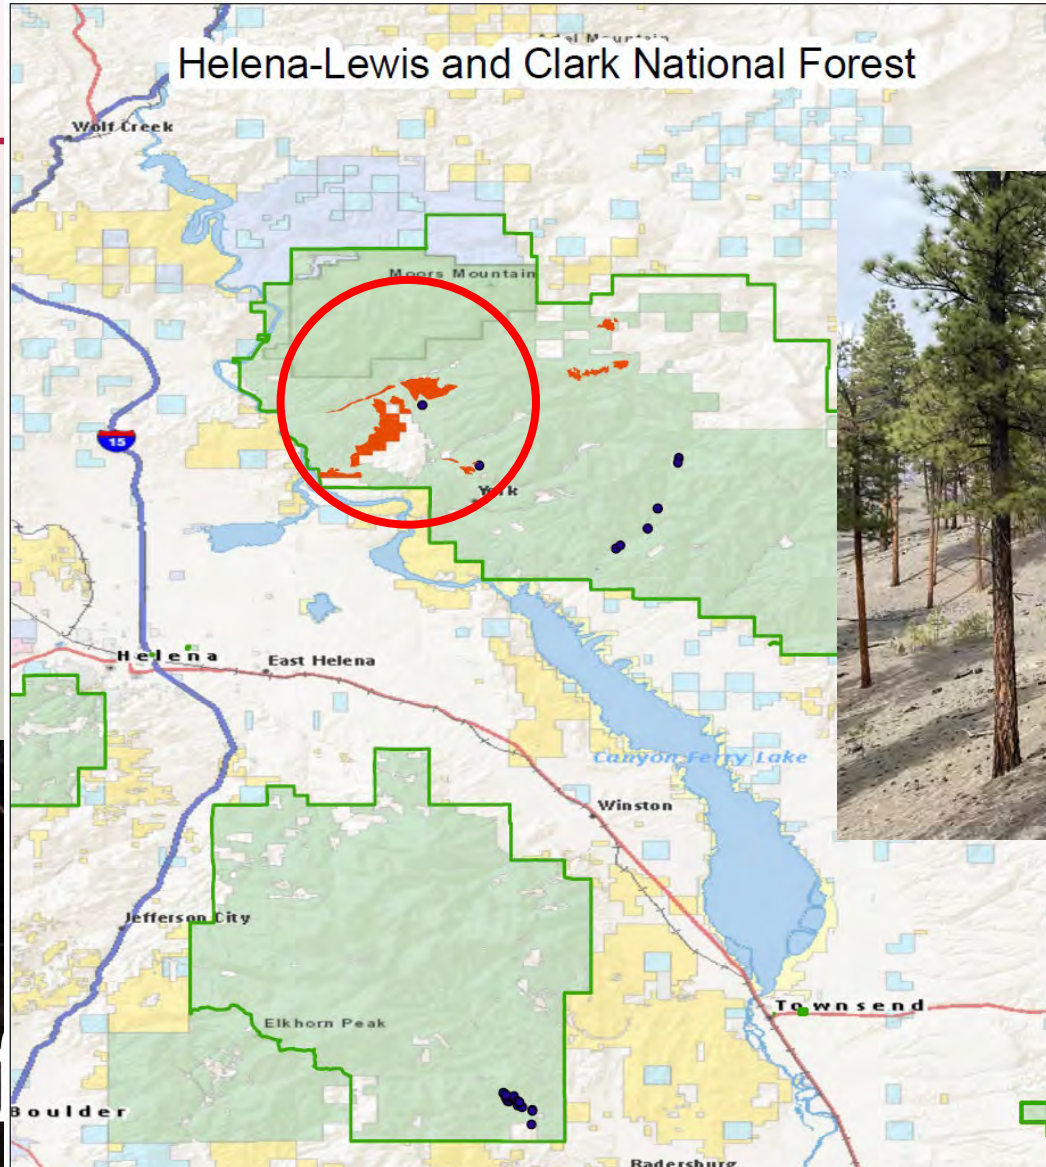 Helena-Lewis and Clark National Forest
Wolf Creek
Moors Mountain
15
York
Helena
East Helena
Canyon Ferry Lake
Winston
Jefferson City
Townsend
Elkhorn Peak
Boulder
Radersburg